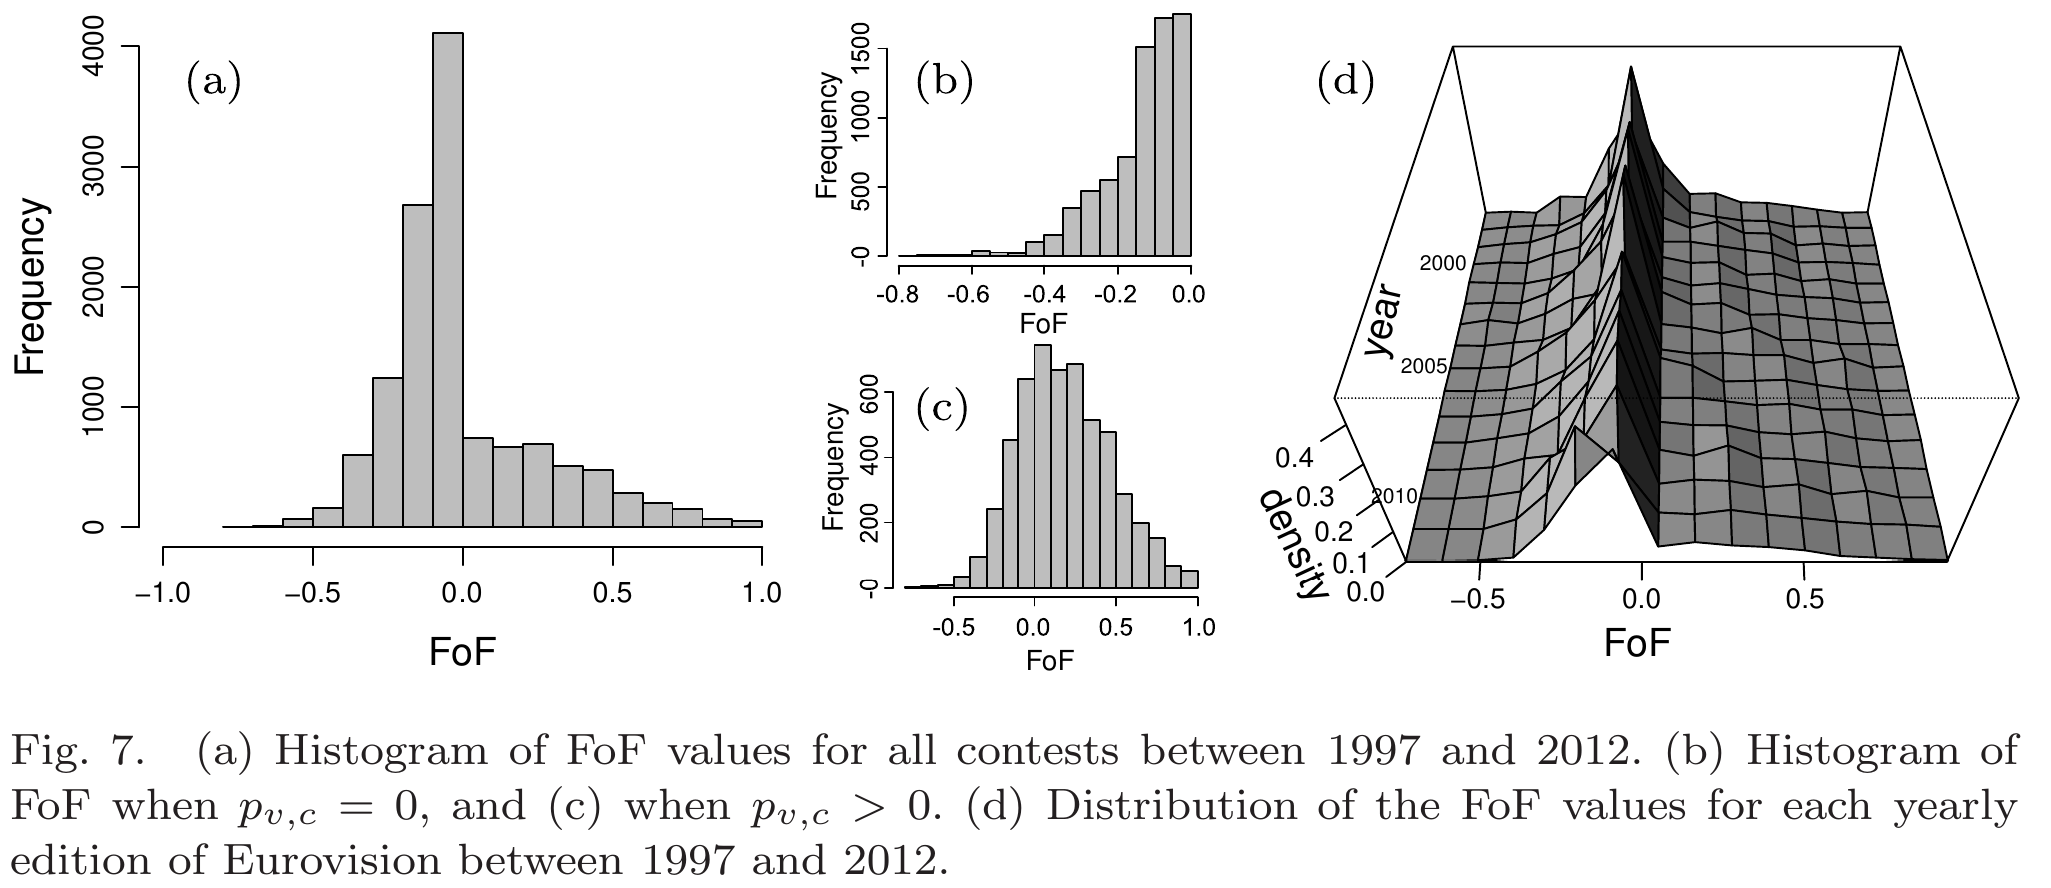 (a)
Frequency
4000
3000
2000
1000
0
−1.0 −0.5 0.0 0.5 1.0
FoF
(b)
Frequency
1500
1000
500
-0
-0.8 -0.6 -0.4 -0.2 0.0
FoF
(c)
Frequency
600
400
200
-0
-0.5 0.0 0.5 1.0
FoF
(d)
year
2000
2005
2010
density
0.4
0.3
0.2
0.1
0.0
−0.5 0.0 0.5
FoF
Fig. 7. (a) Histogram of FoF values for all contests between 1997 and 2012. (b) Histogram of
FoF when p_{v,c} = 0, and (c) when p_{v,c} > 0. (d) Distribution of the FoF values for each yearly
edition of Eurovision between 1997 and 2012.